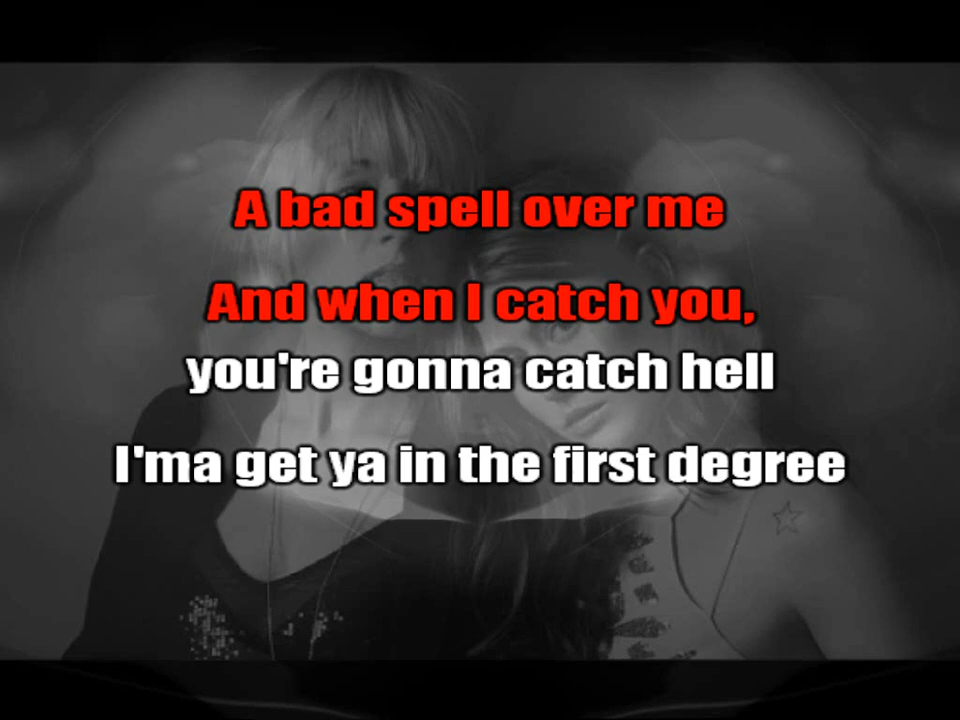 A bad spell over me
And when I catch you,
you're gonna catch hell
I'ma get ya in the first degree